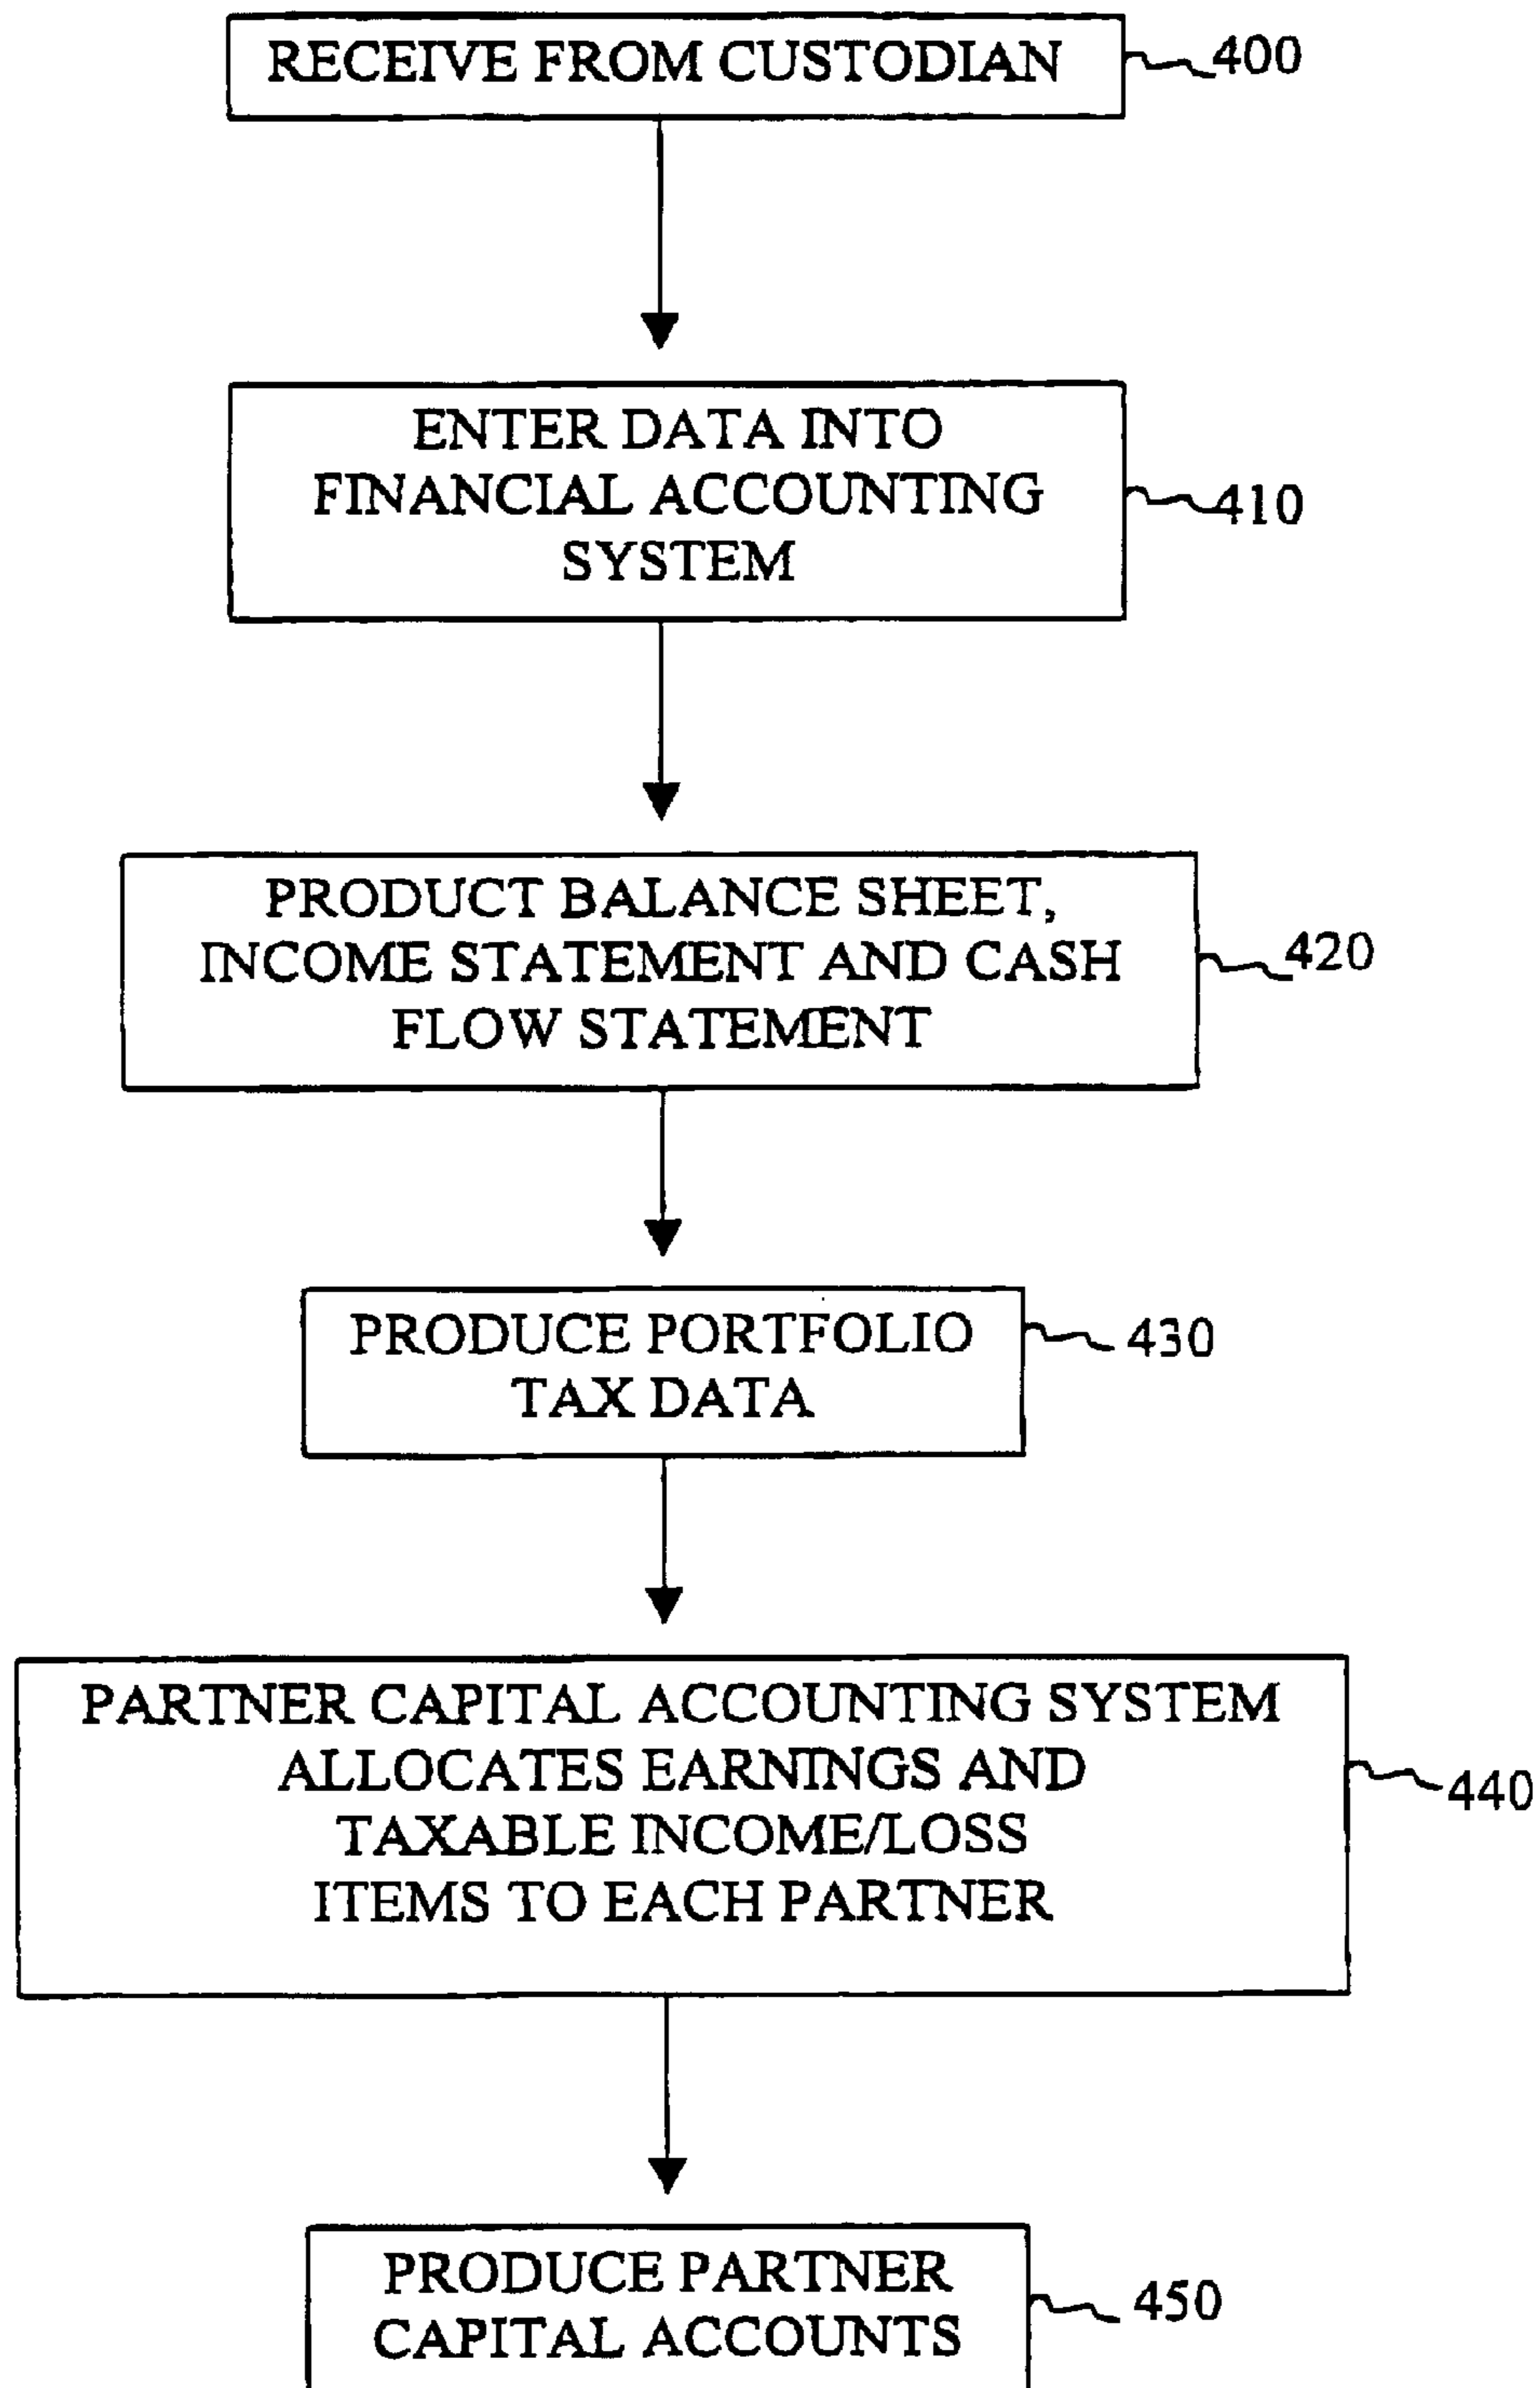 RECEIVE FROM CUSTODIAN
400
ENTER DATA INTO
FINANCIAL ACCOUNTING
SYSTEM
410
PRODUCT BALANCE SHEET,
INCOME STATEMENT AND CASH
FLOW STATEMENT
420
PRODUCE PORTFOLIO
TAX DATA
430
PARTNER CAPITAL ACCOUNTING SYSTEM
ALLOCATES EARNINGS AND
TAXABLE INCOME/LOSS
ITEMS TO EACH PARTNER
440
PRODUCE PARTNER
CAPITAL ACCOUNTS
450